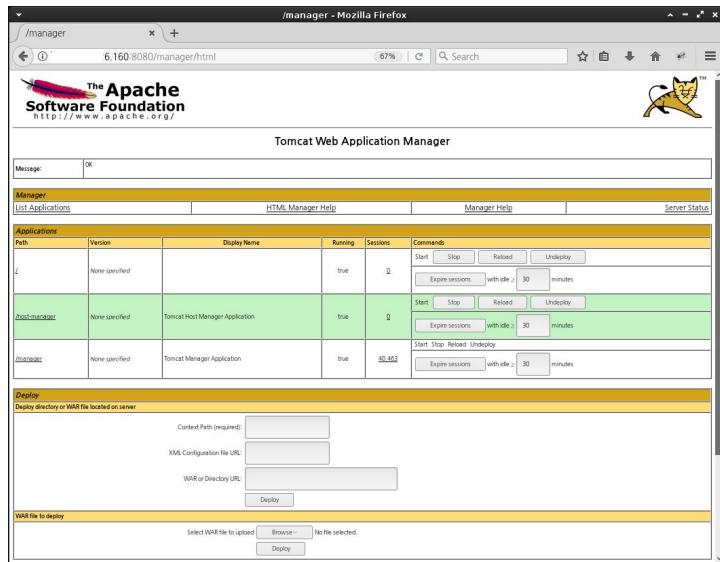 /manager - Mozilla Firefox
/manager
6.160:8080/manager/html
67%
Search
The Apache
Software Foundation
http://www.apache.org/
TM
Tomcat Web Application Manager
Message: OK
Manager
List Applications HTML Manager Help Manager Help Server Status
Applications
Path Version Display Name Running Sessions Commands
/ None specified true 0 Start Stop Reload Undeploy
Expire sessions with idle ≥ 30 minutes
/host-manager None specified Tomcat Host Manager Application true 0 Start Stop Reload Undeploy
Expire sessions with idle ≥ 30 minutes
/manager None specified Tomcat Manager Application true 40,463 Start Stop Reload Undeploy
Expire sessions with idle ≥ 30 minutes
Deploy
Deploy directory or WAR file located on server
Context Path (required):
XML Configuration file URL:
WAR or Directory URL:
Deploy
WAR file to deploy
Select WAR file to upload Browse… No file selected.
Deploy